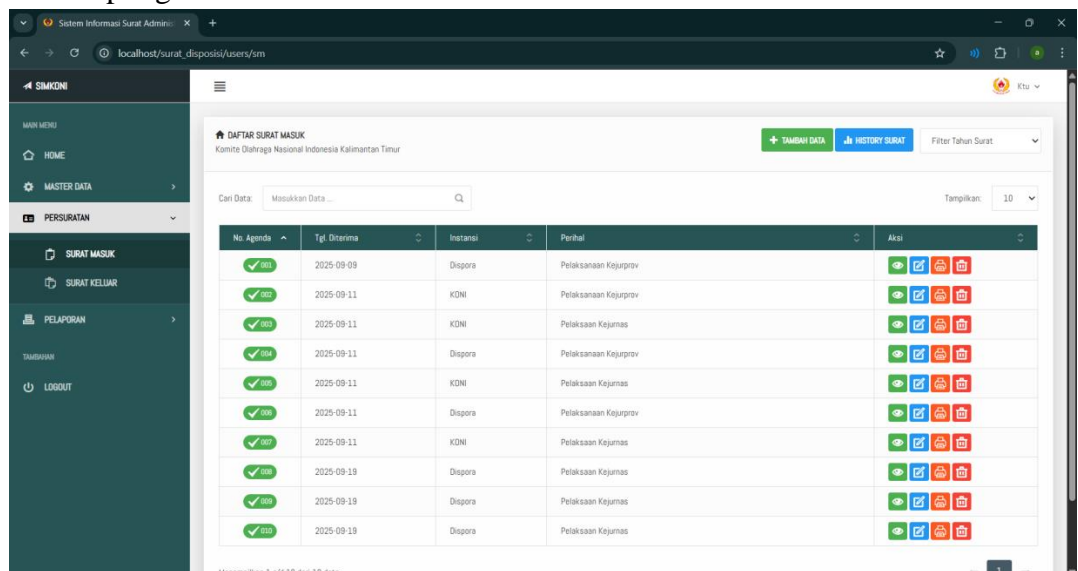 Sistem Informasi Surat Adminis
localhost/surat_disposisi/users/sm
a
SIMKONI
Ktu
MAIN MENU
HOME
MASTER DATA
PERSURATAN
SURAT MASUK
SURAT KELUAR
PELAPORAN
TAMBAHAN
LOGOUT
DAFTAR SURAT MASUK
Komite Olahraga Nasional Indonesia Kalimantan Timur
+ TAMBAH DATA HISTORY SURAT Filter Tahun Surat
Cari Data: Masukkan Data ... Tampilkan: 10
No. Agenda Tgl. Diterima Instansi Perihal Aksi
001 2025-09-09 Dispora Pelaksanaan Kejurprov
002 2025-09-11 KONI Pelaksanaan Kejurprov
003 2025-09-11 KONI Pelaksaan Kejurnas
004 2025-09-11 Dispora Pelaksanaan Kejurprov
005 2025-09-11 KONI Pelaksaan Kejurnas
006 2025-09-11 Dispora Pelaksanaan Kejurprov
007 2025-09-11 KONI Pelaksaan Kejurnas
008 2025-09-19 Dispora Pelaksaan Kejurnas
009 2025-09-19 Dispora Pelaksaan Kejurnas
010 2025-09-19 Dispora Pelaksaan Kejurnas
1